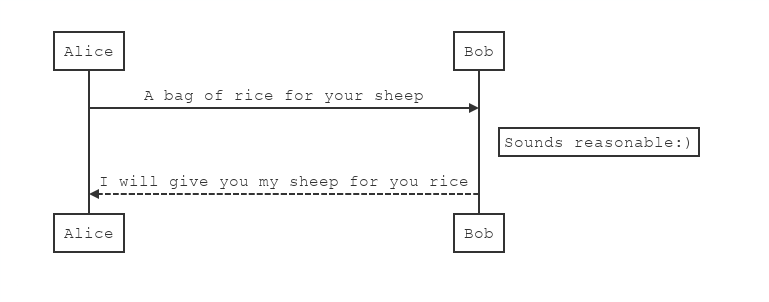 Alice
Bob
A bag of rice for your sheep
Sounds reasonable:)
I will give you my sheep for you rice
Alice
Bob